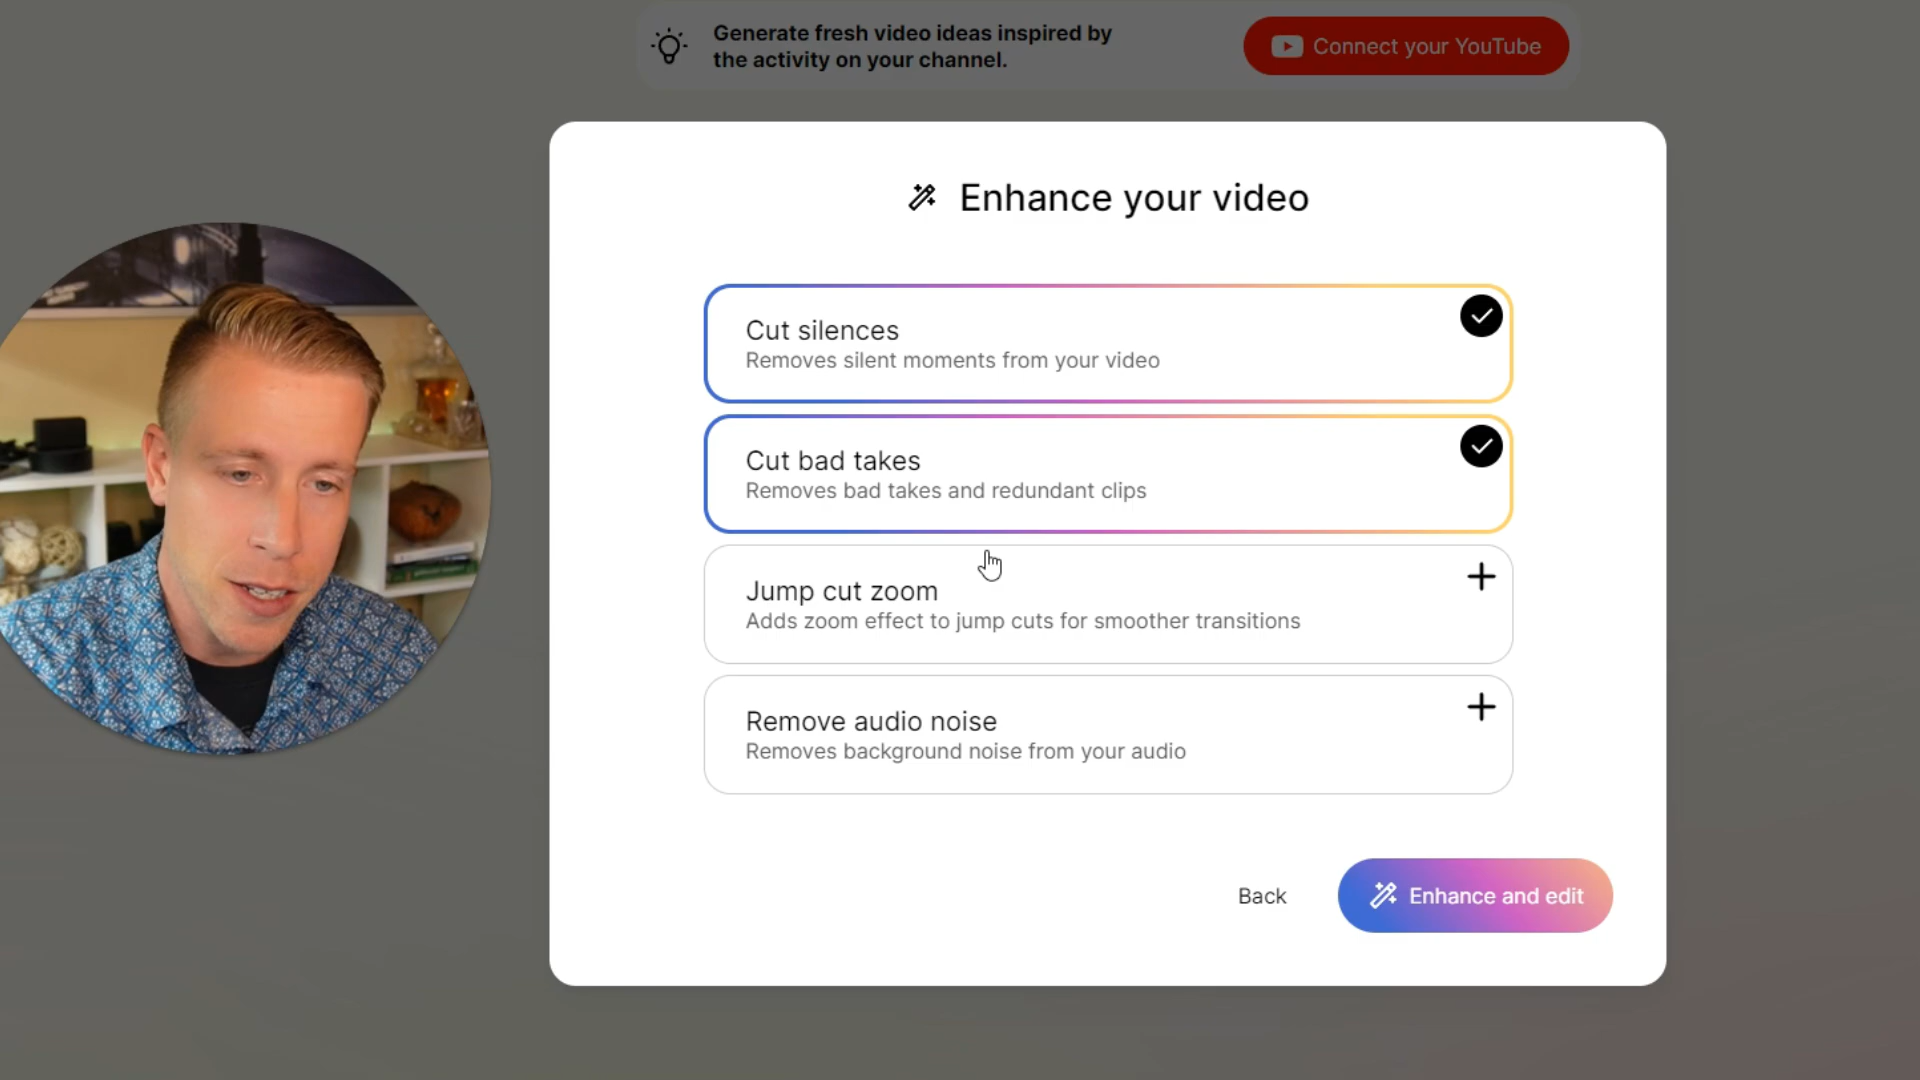 Generate fresh video ideas inspired by
the activity on your channel.
Connect your YouTube
Enhance your video
Cut silences
Removes silent moments from your video
Cut bad takes
Removes bad takes and redundant clips
Jump cut zoom
Adds zoom effect to jump cuts for smoother transitions
Remove audio noise
Removes background noise from your audio
Back
Enhance and edit